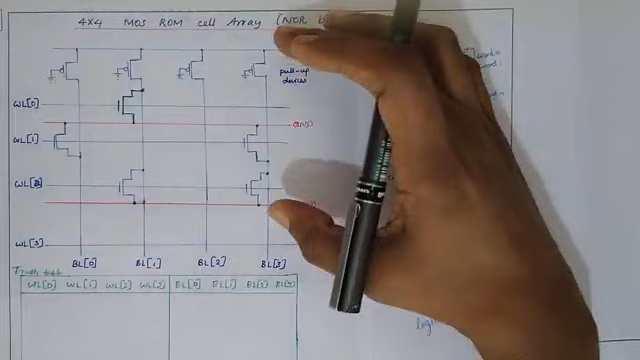 4X4 MOS ROM cell Array (NOR b
pull-up
devices
WL[0]
GND
WL[1]
WL[2]
WL[3]
BL[0] BL[1] BL[2] BL[3]
Truth table
WL[0] WL[1] WL[2] WL[3] BL[0] BL[1] BL[2] BL[3]